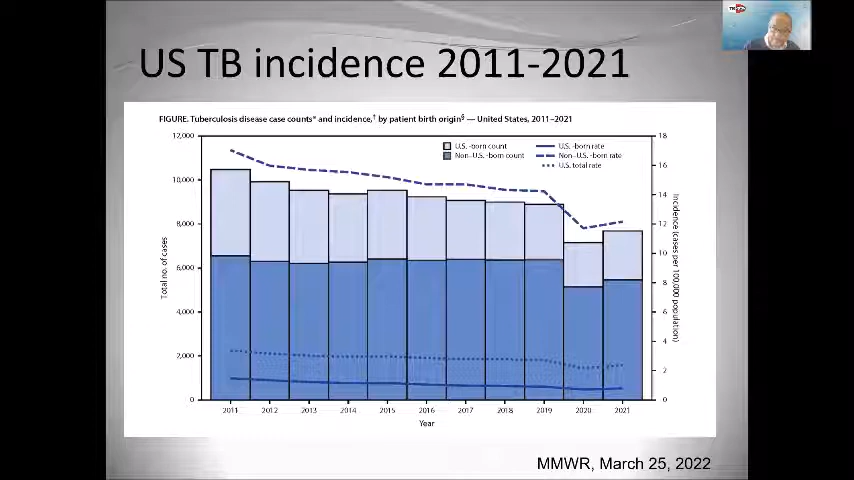 US TB incidence 2011-2021
FIGURE. Tuberculosis disease case counts* and incidence,† by patient birth origin§ — United States, 2011–2021
12,000
10,000
8,000
6,000
4,000
2,000
0
Total no. of cases
U.S. -born count
Non–U.S. -born count
U.S. -born rate
Non–U.S. -born rate
U.S. total rate
18
16
14
12
10
8
6
4
2
0
Incidence (cases per 100,000 population)
2011 2012 2013 2014 2015 2016 2017 2018 2019 2020 2021
Year
MMWR, March 25, 2022